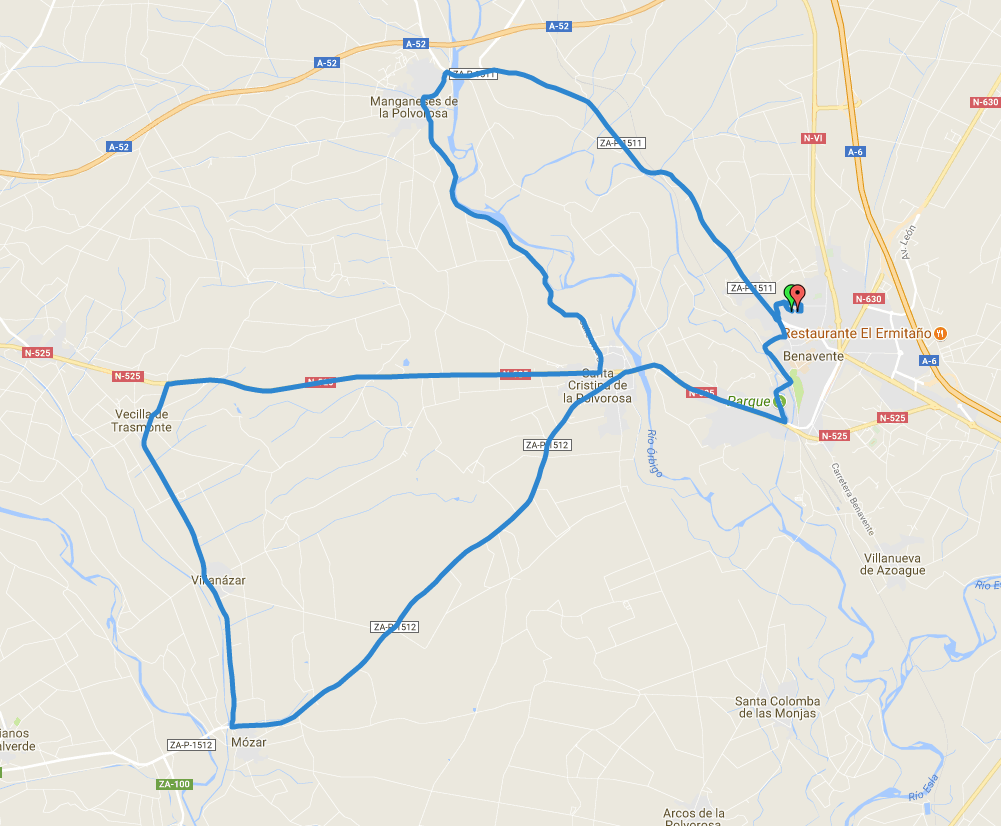 A-52
A-52
A-52
ZA-P-1511
N-630
Manganeses de
la Polvorosa
N-VI
A-52
ZA-P-1511
A-6
Av. León
ZA-P-1511
N-630
Restaurante El Ermitaño
N-525
Benavente
A-6
N-525
N-525
N-525
Santa
Cristina de
la Polvorosa
N-525
Parque
Vecilla de
Trasmonte
N-525
N-525
ZA-P-1512
Río Órbigo
Carretera Benavente
Villanueva
de Azoague
Villanázar
Río Es
ZA-P-1512
Santa Colomba
de las Monjas
ianos
alverde
ZA-P-1512
Mózar
ZA-100
Río Esla
Arcos de la
Polvorosa